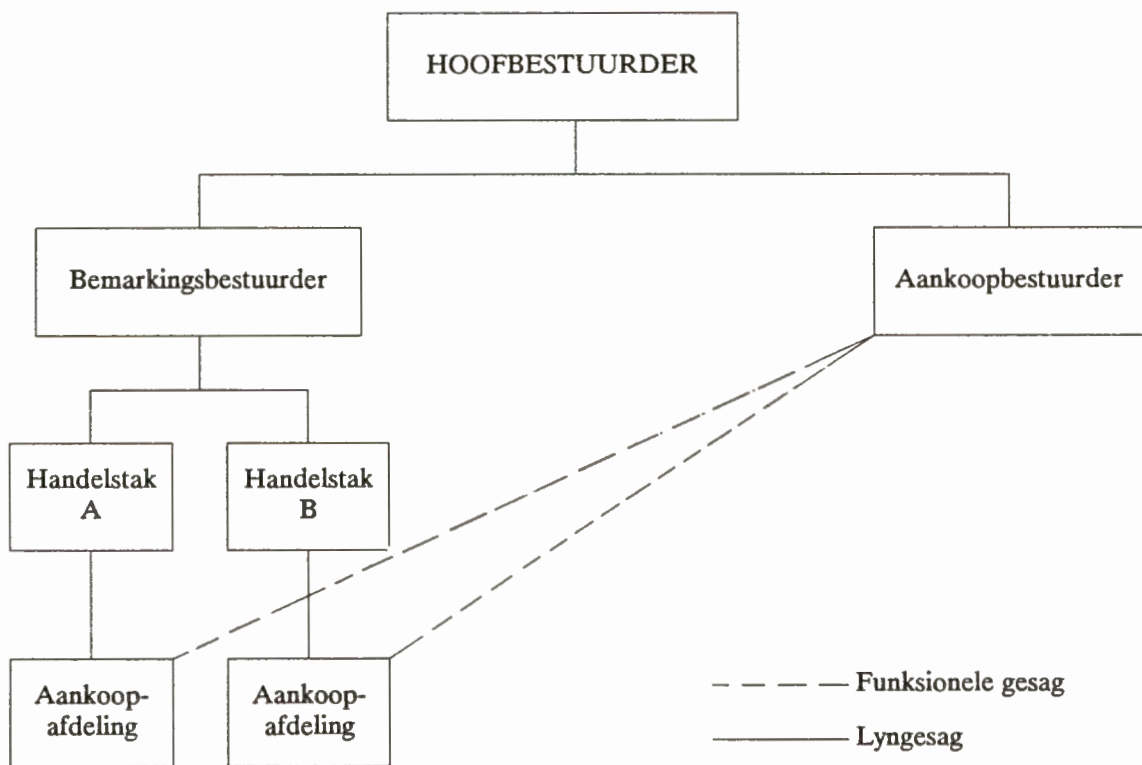 HOOFBESTUURDER
Bemarkingsbestuurder
Aankoopbestuurder
Handelstak
A
Handelstak
B
Aankoop-
afdeling
Aankoop-
afdeling
Funksionele gesag
Lyngesag